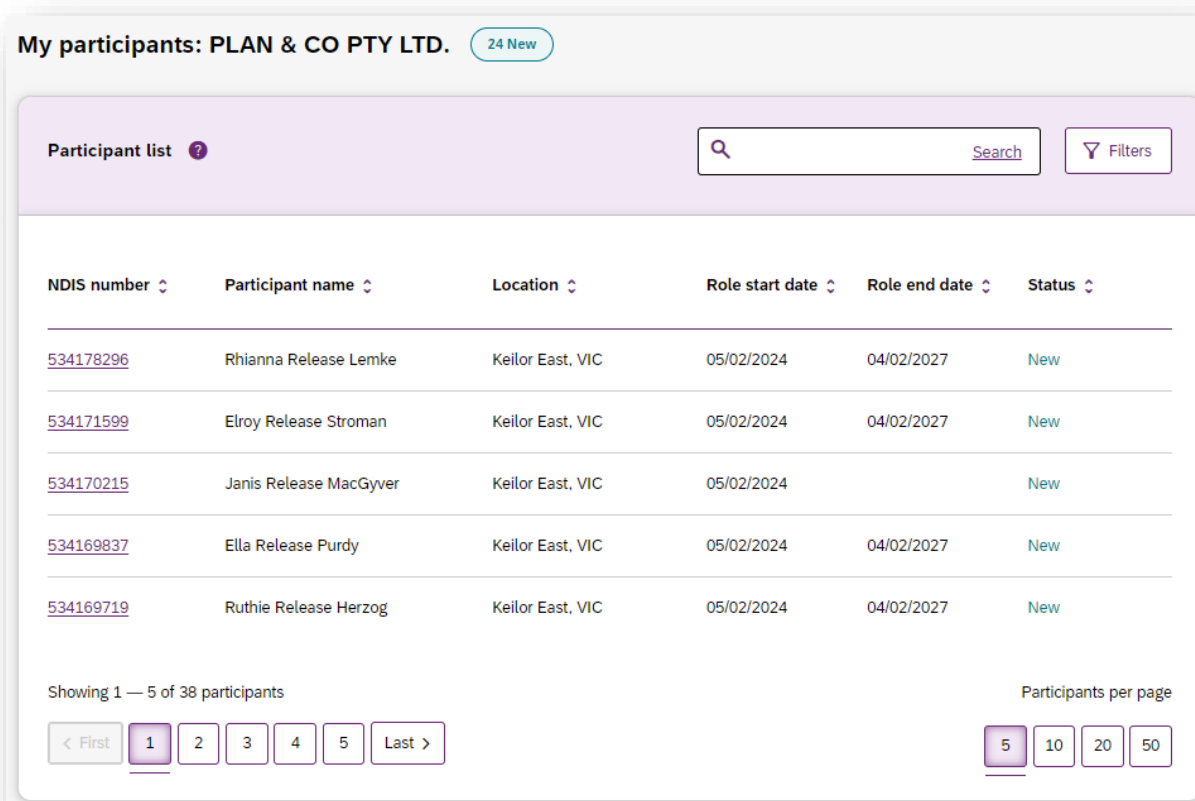 My participants: PLAN & CO PTY LTD. 24 New
Participant list ? Search Filters
NDIS number Participant name Location Role start date Role end date Status
534178296 Rhianna Release Lemke Keilor East, VIC 05/02/2024 04/02/2027 New
534171599 Elroy Release Stroman Keilor East, VIC 05/02/2024 04/02/2027 New
534170215 Janis Release MacGyver Keilor East, VIC 05/02/2024 New
534169837 Ella Release Purdy Keilor East, VIC 05/02/2024 04/02/2027 New
534169719 Ruthie Release Herzog Keilor East, VIC 05/02/2024 04/02/2027 New
Showing 1 — 5 of 38 participants Participants per page
< First 1 2 3 4 5 Last > 5 10 20 50